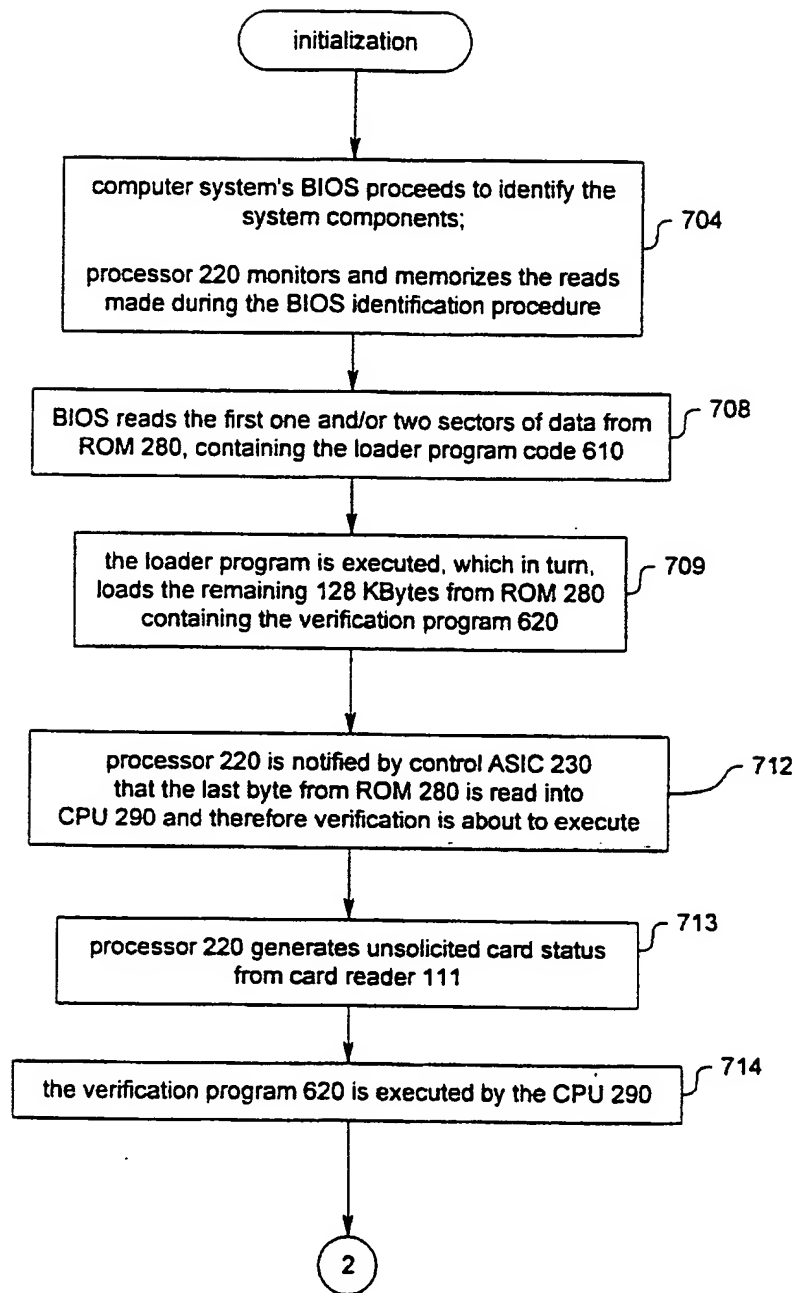 initialization
computer system's BIOS proceeds to identify the
system components;
processor 220 monitors and memorizes the reads
made during the BIOS identification procedure
704
BIOS reads the first one and/or two sectors of data from
ROM 280, containing the loader program code 610
708
the loader program is executed, which in turn,
loads the remaining 128 KBytes from ROM 280
containing the verification program 620
709
processor 220 is notified by control ASIC 230
that the last byte from ROM 280 is read into
CPU 290 and therefore verification is about to execute
712
processor 220 generates unsolicited card status
from card reader 111
713
the verification program 620 is executed by the CPU 290
714
2